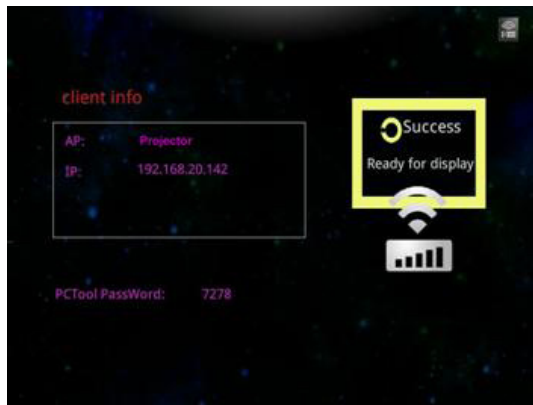 client info
AP: Projector
IP: 192.168.20.142
Success
Ready for display
PCTool PassWord: 7278